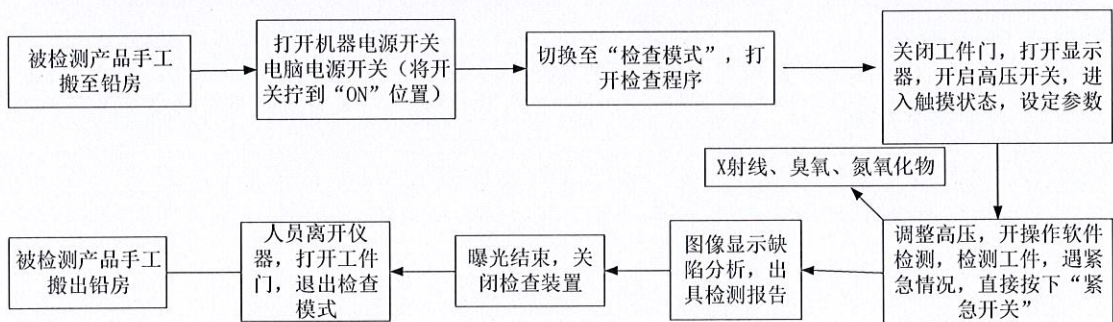 被检测产品手工
搬至铅房
打开机器电源开关
电脑电源开关（将开
关拧到“ON”位置）
切换至“检查模式”，打
开检查程序
关闭工件门，打开显示
器，开启高压开关，进
入触摸状态，设定参数
X射线、臭氧、氮氧化物
调整高压，开操作软件
检测，检测工件，遇紧
急情况，直接按下“紧
急开关”
图像显示缺
陷分析，出
具检测报告
曝光结束，关
闭检查装置
人员离开仪
器，打开工件
门，退出检查
模式
被检测产品手工
搬出铅房